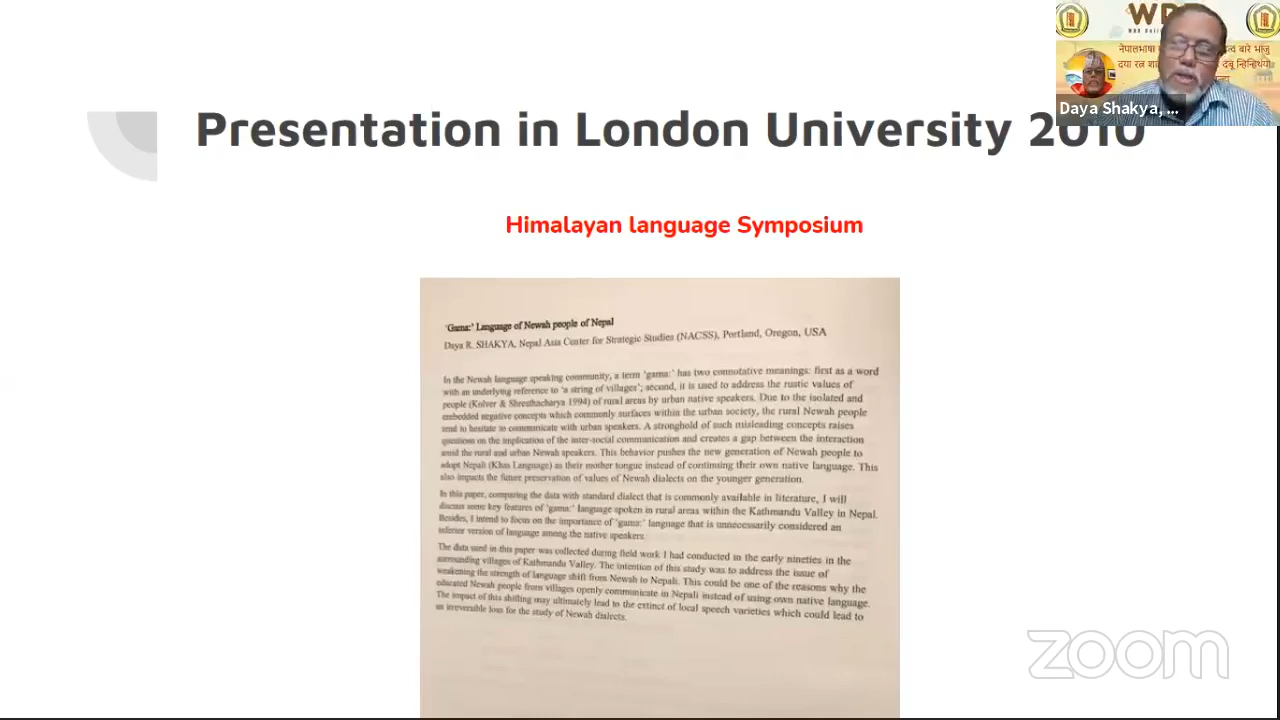 Presentation in London University 2010
Himalayan language Symposium
'Gama:' Language of Newah people of Nepal
Daya R. SHAKYA, Nepal Asia Center for Strategic Studies (NACSS), Portland, Oregon, USA
In the Newah language speaking community, a term 'gama:' has two connotative meanings: first as a word
with an underlying reference to 'a string of villages'; second, it is used to address the rustic values of
people (Kolver & Shresthacharya 1994) of rural areas by urban native speakers. Due to the isolated and
embedded negative concepts which commonly surfaces within the urban society, the rural Newah people
tend to hesitate to communicate with urban speakers. A stronghold of such misleading concepts raises
questions on the implication of the inter-social communication and creates a gap between the interaction
amid the rural and urban Newah speakers. This behavior pushes the new generation of Newah people to
adopt Nepali (Khas Language) as their mother tongue instead of continuing their own native language. This
also impacts the future preservation of values of Newah dialects on the younger generation.
In this paper, comparing the data with standard dialect that is commonly available in literature, I will
discuss some key features of 'gama:' language spoken in rural areas within the Kathmandu Valley in Nepal.
Besides, I intend to focus on the importance of 'gama:' language that is unnecessarily considered an
inferior version of language among the native speakers.
The data used in this paper was collected during field work I had conducted in the early nineties in the
surrounding villages of Kathmandu Valley. The intention of this study was to address the issue of
weakening the strength of language shift from Newah to Nepali. This could be one of the reasons why the
educated Newah people from villages openly communicate in Nepali instead of using own native language.
The impact of this shifting may ultimately lead to the extinct of local speech varieties which could lead to
an irreversible loss for the study of Newah dialects.
नेपालभाषा
बारे भाजु
दया रत्न
Daya Shakya, ...
zoom